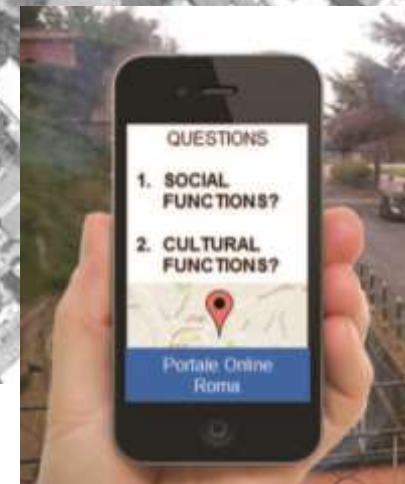 QUESTIONS
1. SOCIAL
FUNCTIONS?
2. CULTURAL
FUNCTIONS?
Portale Online
Roma